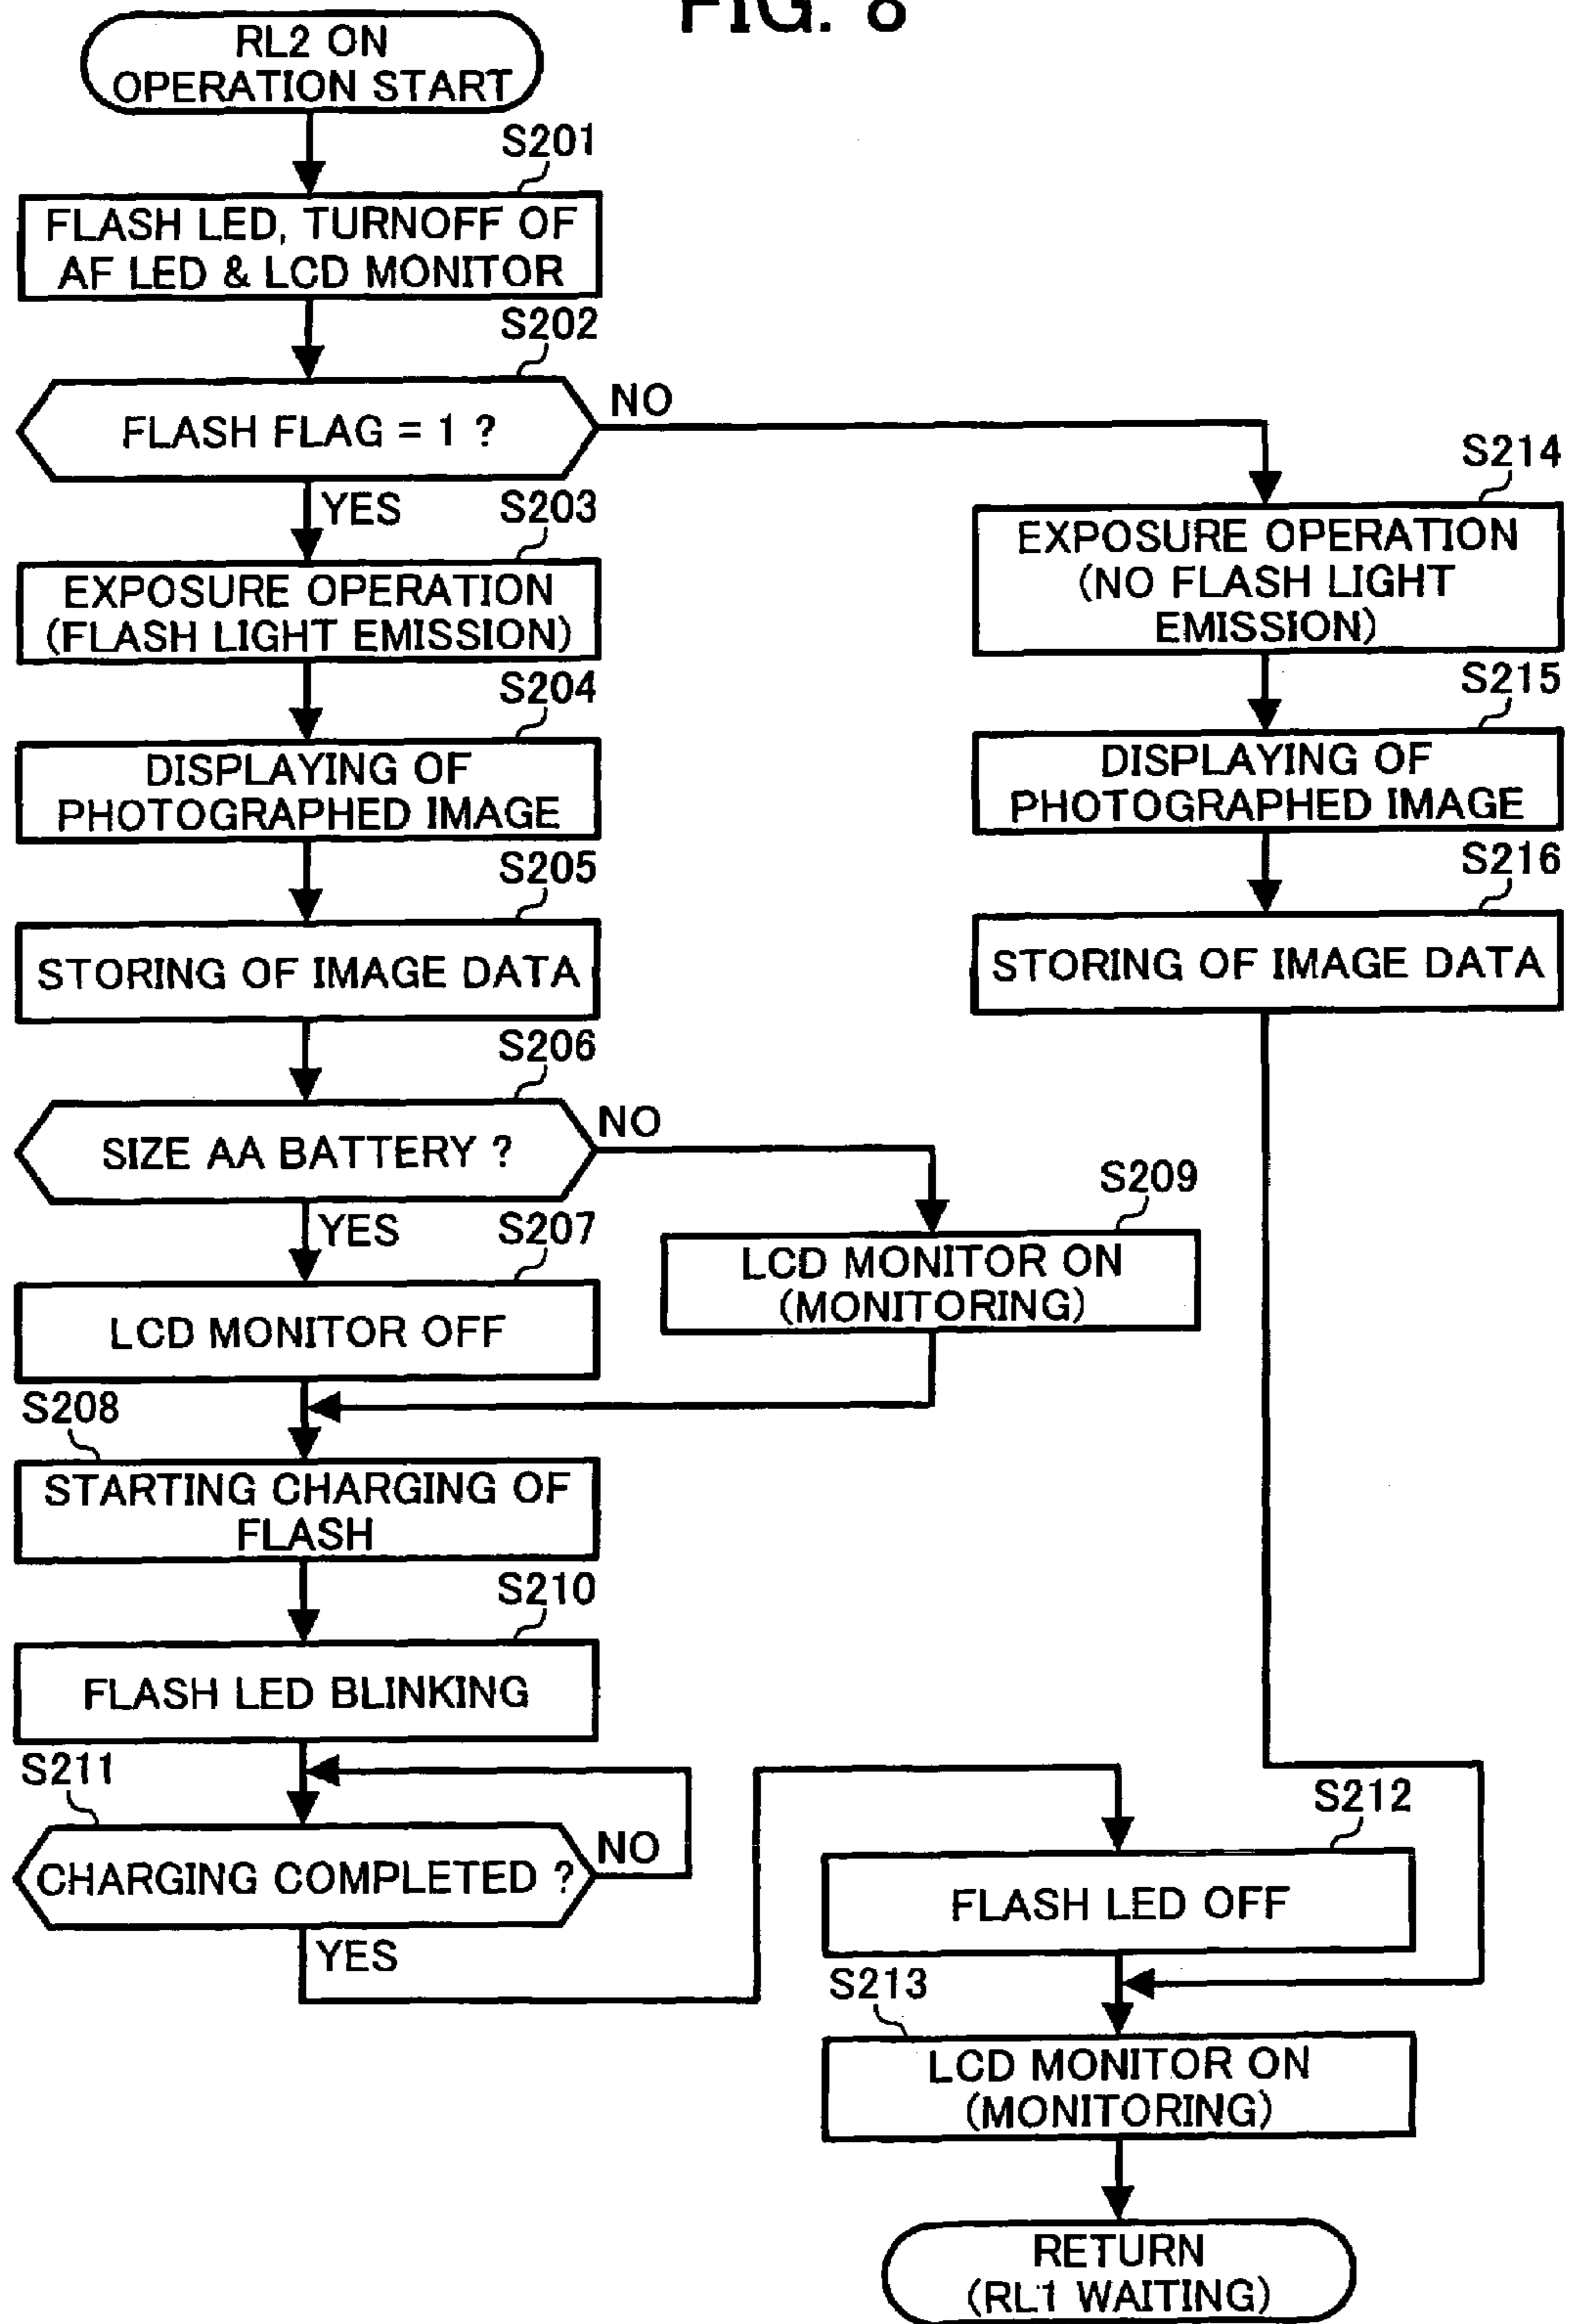 FIG. 8
RL2 ON
OPERATION START
S201
FLASH LED, TURNOFF OF
AF LED & LCD MONITOR
S202
FLASH FLAG = 1 ?
NO
YES
S203
EXPOSURE OPERATION
(FLASH LIGHT EMISSION)
S204
DISPLAYING OF
PHOTOGRAPHED IMAGE
S205
STORING OF IMAGE DATA
S206
SIZE AA BATTERY ?
NO
YES
S207
LCD MONITOR OFF
S209
LCD MONITOR ON
(MONITORING)
S208
STARTING CHARGING OF
FLASH
S210
FLASH LED BLINKING
S211
CHARGING COMPLETED ?
NO
YES
S214
EXPOSURE OPERATION
(NO FLASH LIGHT
EMISSION)
S215
DISPLAYING OF
PHOTOGRAPHED IMAGE
S216
STORING OF IMAGE DATA
S212
FLASH LED OFF
S213
LCD MONITOR ON
(MONITORING)
RETURN
(RL1 WAITING)